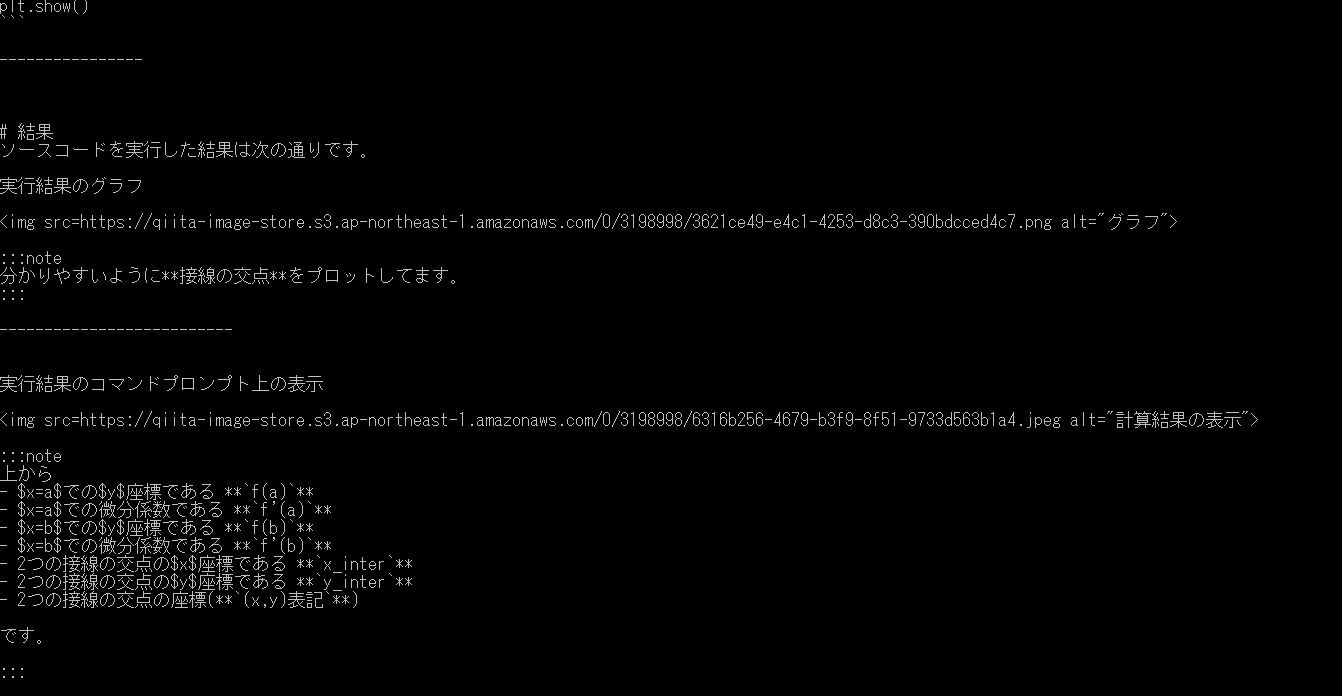 plt.show()
```
----------------
# 結果
ソースコードを実行した結果は次の通りです。
実行結果のグラフ
<img src=https://qiita-image-store.s3.ap-northeast-1.amazonaws.com/0/3198998/3621ce49-e4c1-4253-d8c3-390bdcced4c7.png alt="グラフ">
:::note
分かりやすいように**接線の交点**をプロットしてます。
:::
--------------------------
実行結果のコマンドプロンプト上の表示
<img src=https://qiita-image-store.s3.ap-northeast-1.amazonaws.com/0/3198998/6316b256-4679-b3f9-8f51-9733d563b1a4.jpeg alt="計算結果の表示">
:::note
上から
- $x=a$での$y$座標である **`f(a)`**
- $x=a$での微分係数である **`f'(a)`**
- $x=b$での$y$座標である **`f(b)`**
- $x=b$での微分係数である **`f'(b)`**
- 2つの接線の交点の$x$座標である **`x_inter`**
- 2つの接線の交点の$y$座標である **`y_inter`**
- 2つの接線の交点の座標(**`(x,y)表記`**)
です。
:::